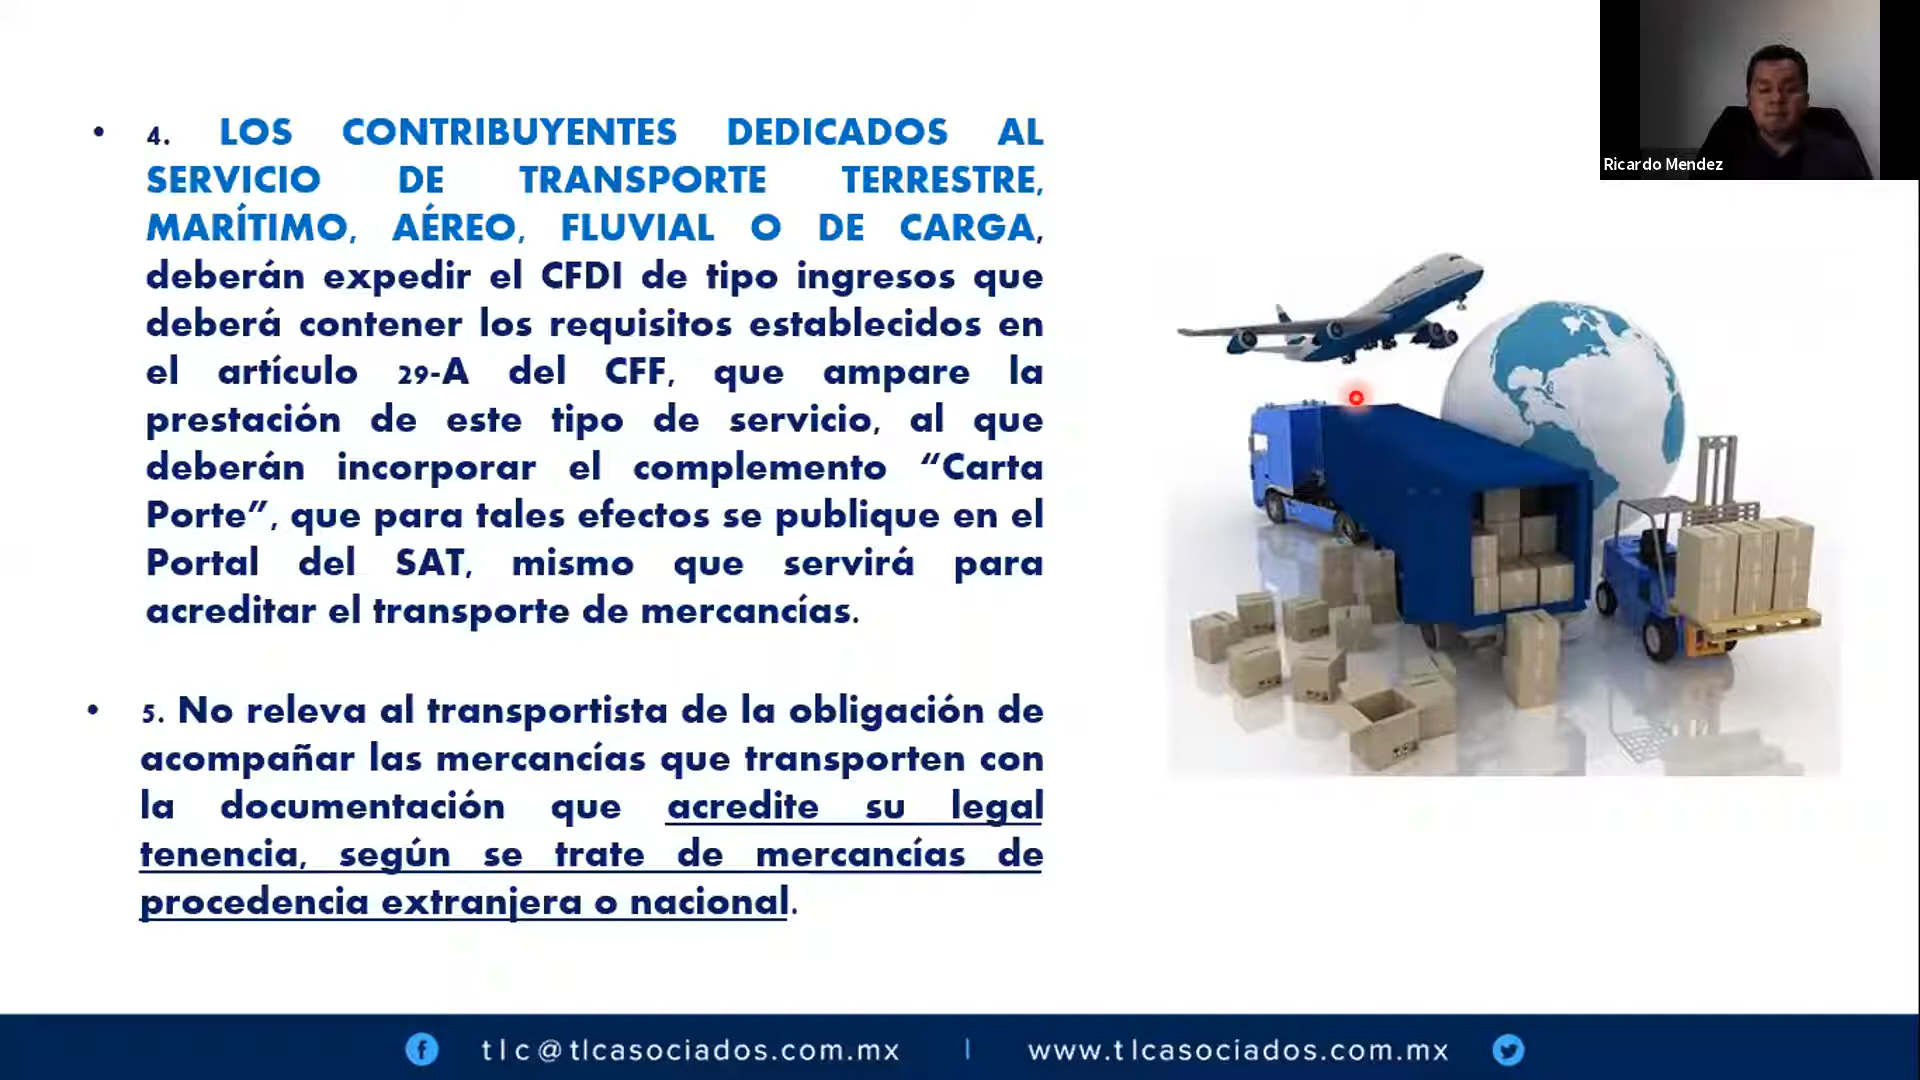 Ricardo Mendez
• 4. LOS CONTRIBUYENTES DEDICADOS AL
SERVICIO DE TRANSPORTE TERRESTRE,
MARÍTIMO, AÉREO, FLUVIAL O DE CARGA,
deberán expedir el CFDI de tipo ingresos que
deberá contener los requisitos establecidos en
el artículo 29-A del CFF, que ampare la
prestación de este tipo de servicio, al que
deberán incorporar el complemento “Carta
Porte”, que para tales efectos se publique en el
Portal del SAT, mismo que servirá para
acreditar el transporte de mercancías.
• 5. No releva al transportista de la obligación de
acompañar las mercancías que transporten con
la documentación que acredite su legal
tenencia, según se trate de mercancías de
procedencia extranjera o nacional.
tlc@tlcasociados.com.mx | www.tlcasociados.com.mx